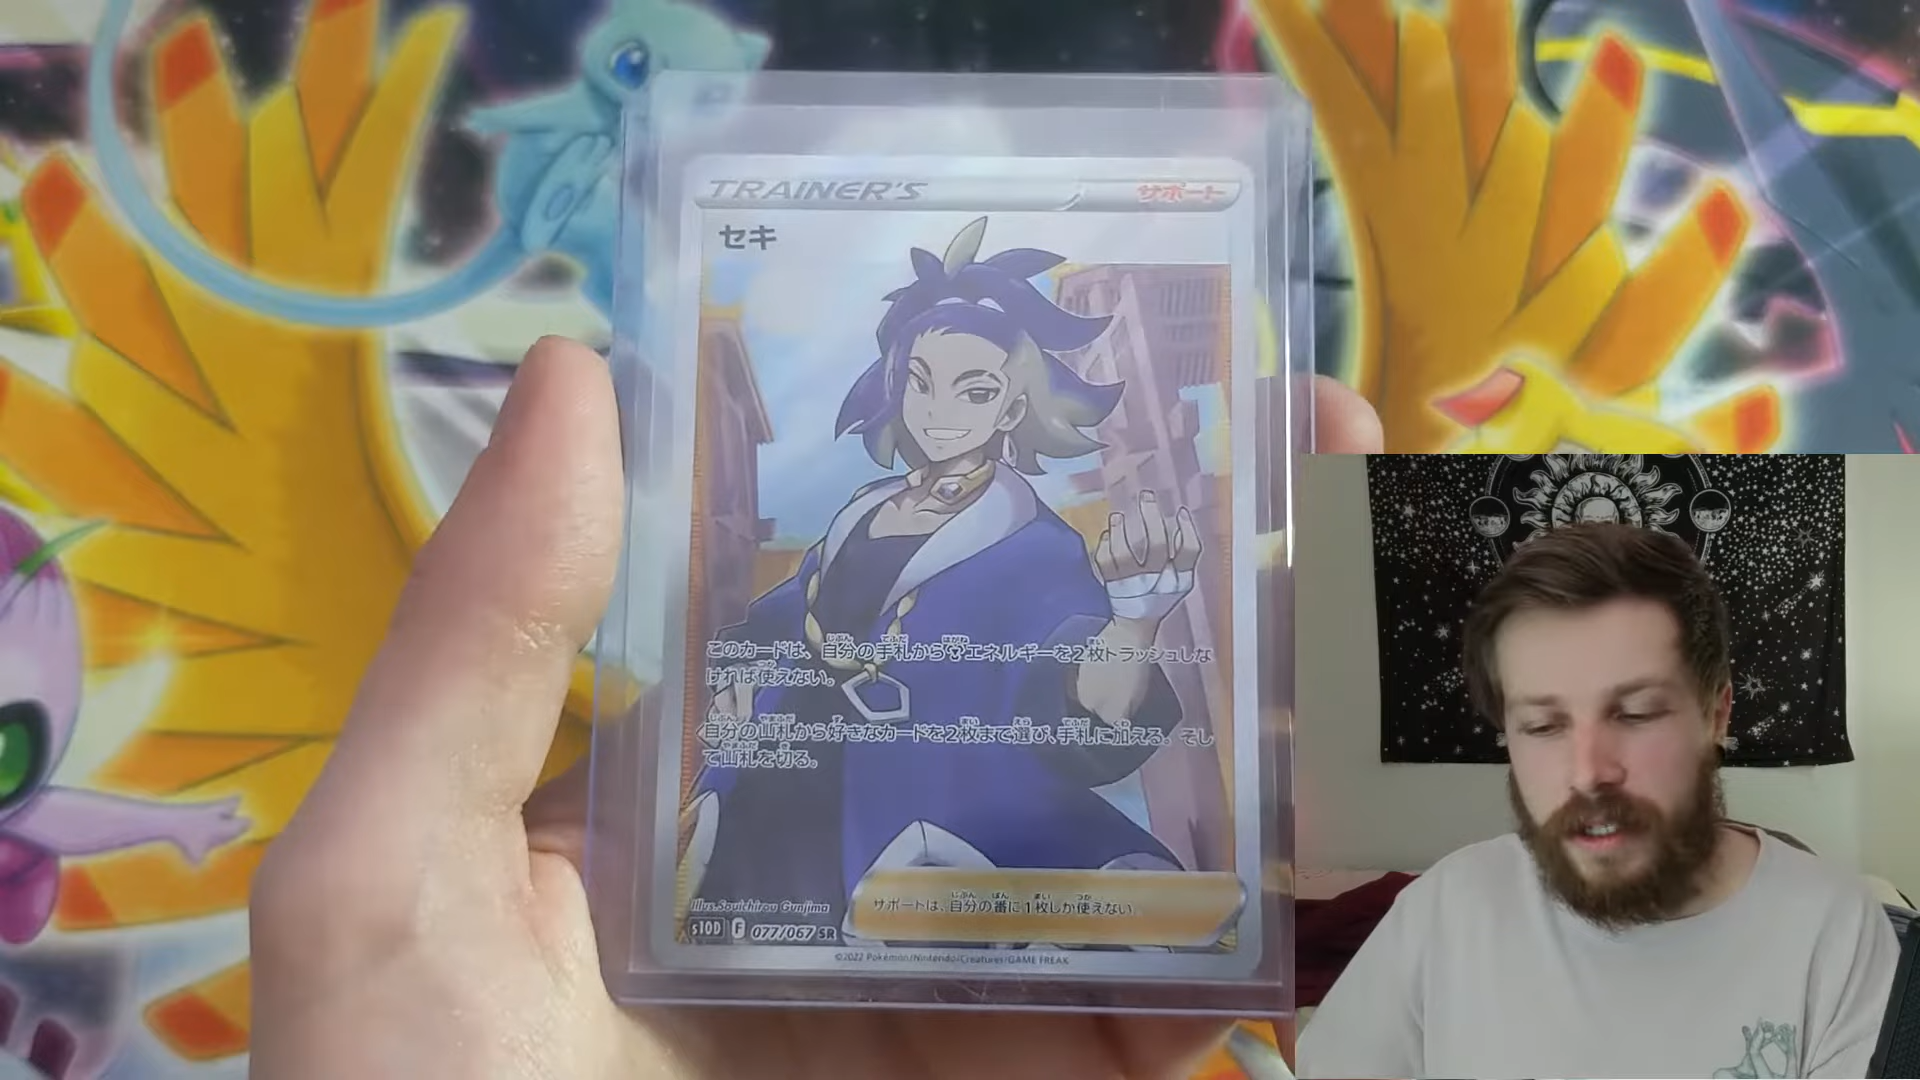 TRAINER'S
サポート
セキ
このカードは、自分の手札からエネルギーを2枚トラッシュしな
ければ使えない。
自分の山札から好きなカードを2枚まで選び、手札に加える。そし
て山札を切る。
Illus.Souichirou Gunjima
サポートは、自分の番に1枚しか使えない。
s10D F 077/067 SR
©2022 Pokémon/Nintendo/Creatures/GAME FREAK